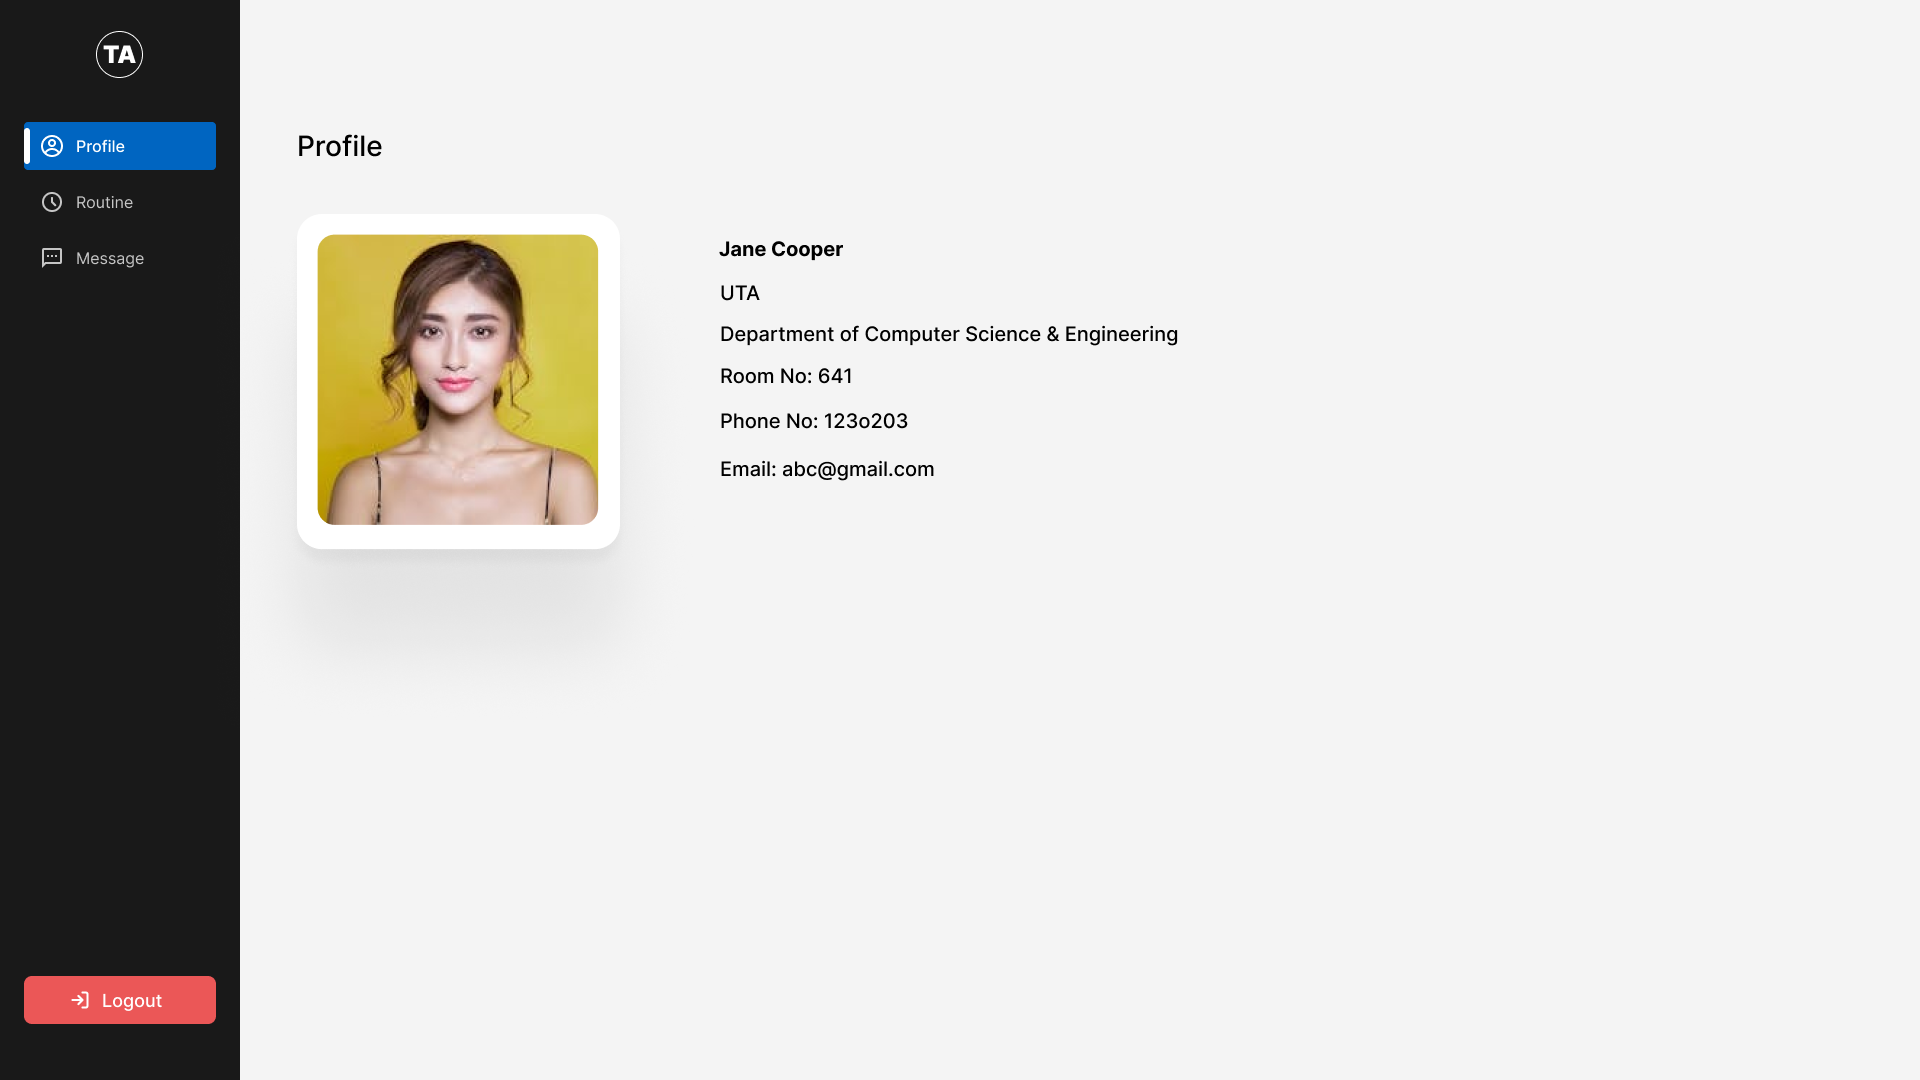 TA
Profile
Routine
Message
Logout
Profile
Jane Cooper
UTA
Department of Computer Science & Engineering
Room No: 641
Phone No: 123o203
Email: abc@gmail.com